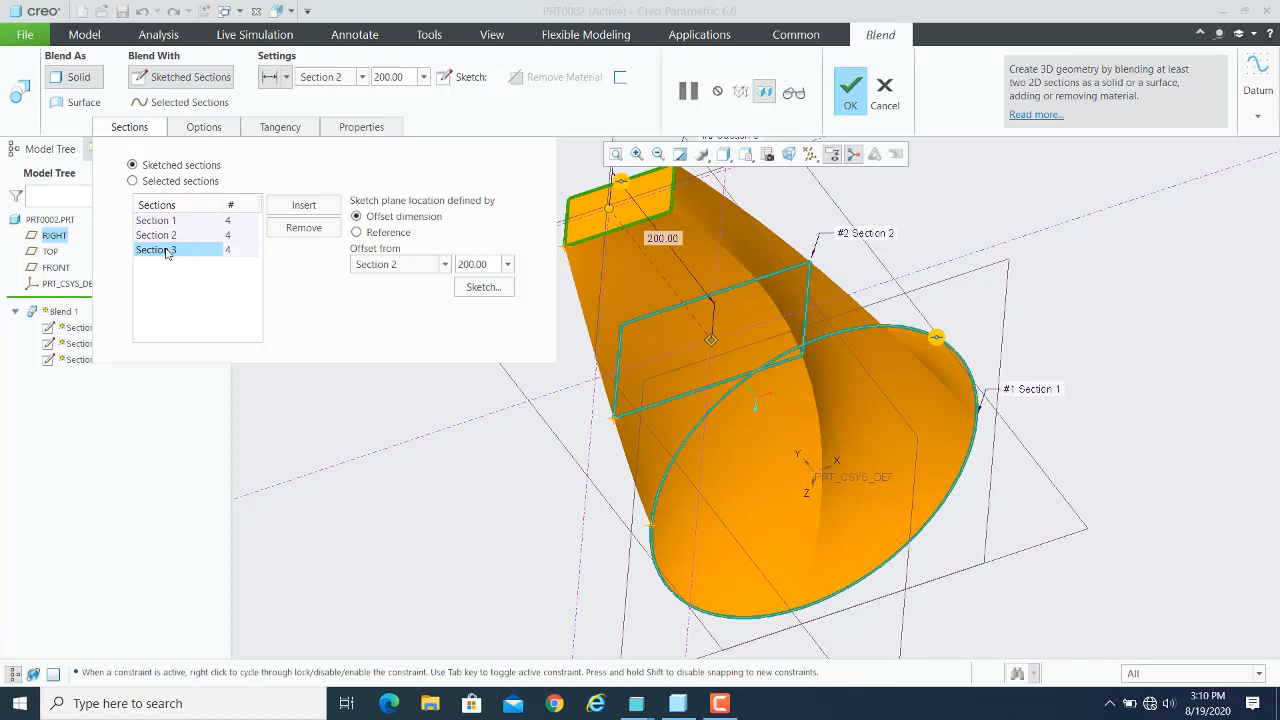 creo
PRT0002 (Active) - Creo Parametric 6.0
File Model Analysis Live Simulation Annotate Tools View Flexible Modeling Applications Common Blend
Blend As Blend With Settings
Solid Sketched Sections Section 2 200.00 Sketch: Remove Material
Surface Selected Sections
OK Cancel
Create 3D geometry by blending at least
two 2D sections as a solid or a surface,
adding or removing material.
Read more...
Datum
Sections Options Tangency Properties
Model Tree
Model Tree
PRT0002.PRT
RIGHT
TOP
FRONT
PRT_CSYS_DE
Blend 1
Section
Section
Section
Sketched sections
Selected sections
Sections #
Section 1 4
Section 2 4
Section 3 4
Insert
Remove
Sketch plane location defined by
Offset dimension
Reference
Offset from
Section 2 200.00
Sketch...
200.00
#2 Section 2
#1 Section 1
Y X
PRT_CSYS_DEF
Z
• When a constraint is active, right click to cycle through lock/disable/enable the constraint. Use Tab key to toggle active constraint. Press and hold Shift to disable snapping to new constraints.
All
Type here to search
3:10 PM
8/19/2020